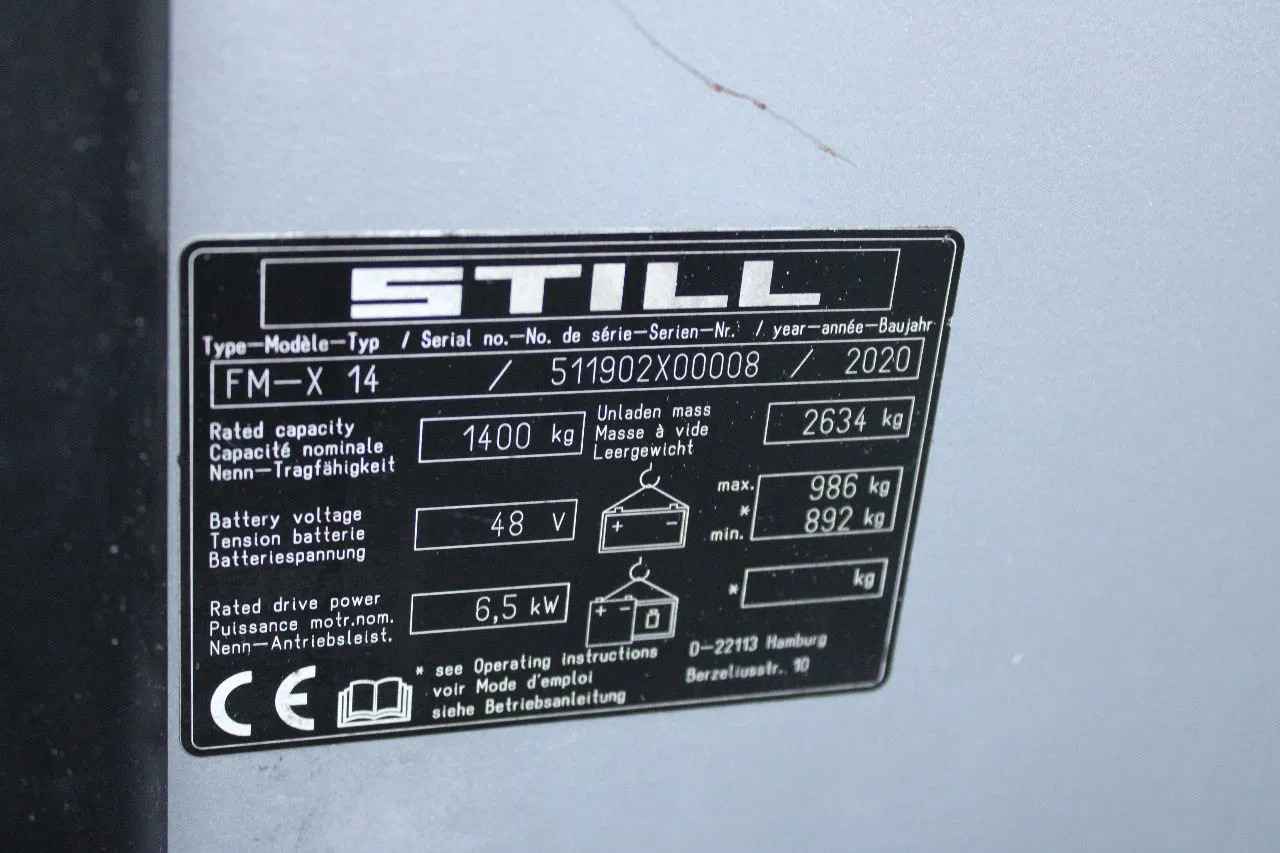 STILL
Type-Modèle-Typ / Serial no.-No. de série-Serien-Nr. / year-année-Baujahr
FM-X 14 / 511902X00008 / 2020
Rated capacity
Capacité nominale
Nenn-Tragfähigkeit
1400 kg
Unladen mass
Masse à vide
Leergewicht
2634 kg
Battery voltage
Tension batterie
Batteriespannung
48 V
+ -
max. 986 kg
*
min. 892 kg
Rated drive power
Puissance motr.nom.
Nenn-Antriebsleist.
6,5 kW
+ -
* kg
CE
* see Operating instructions
voir Mode d'emploi
siehe Betriebsanleitung
D-22113 Hamburg
Berzeliusstr. 10